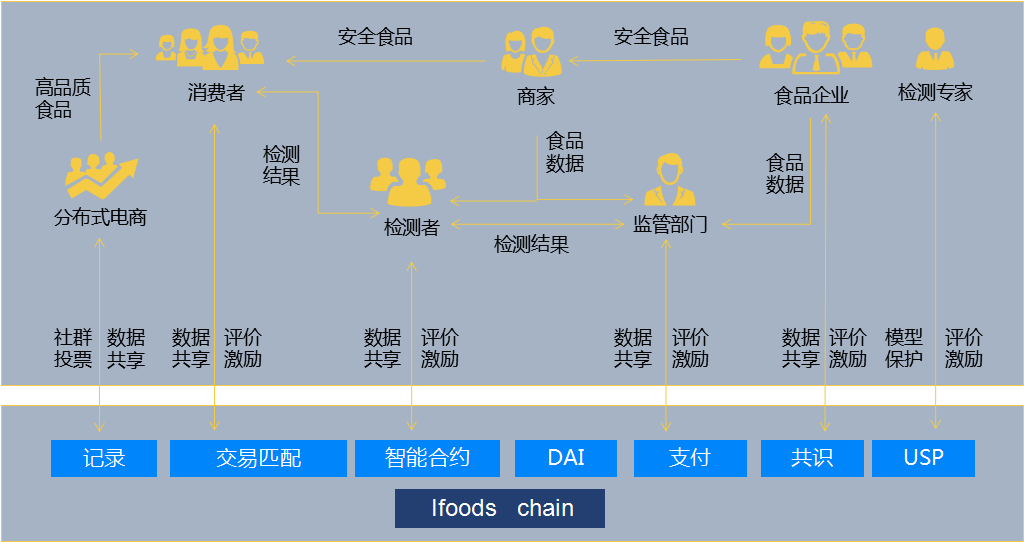 安全食品
安全食品
高品质
食品
消费者
商家
食品企业
检测专家
检测
结果
食品
数据
食品
数据
分布式电商
检测者
监管部门
检测结果
社群
投票
数据
共享
数据
共享
评价
激励
数据
共享
评价
激励
数据
共享
评价
激励
数据
共享
评价
激励
模型
保护
评价
激励
记录
交易匹配
智能合约
DAI
支付
共识
USP
Ifoods chain